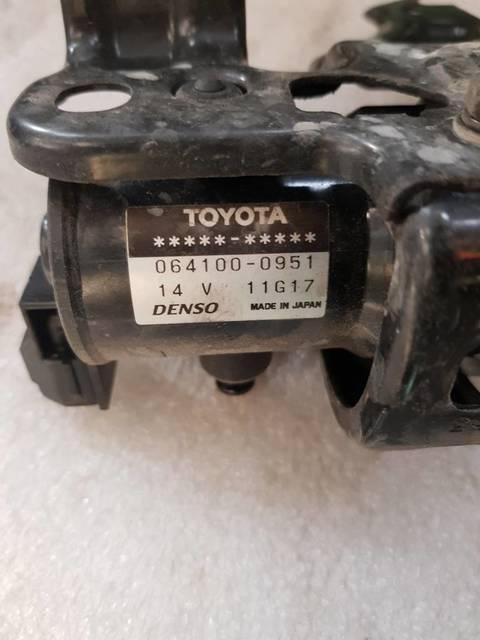 TOYOTA
*****-*****
064100-0951
14 V 11G17
DENSO MADE IN JAPAN